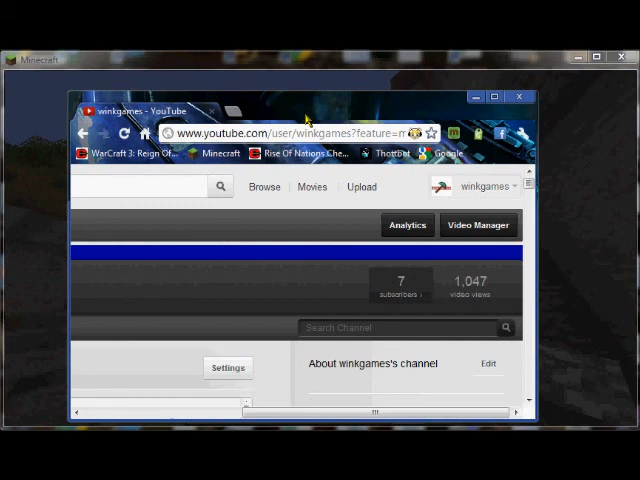 Minecraft
winkgames - YouTube
www.youtube.com/user/winkgames?feature=m
WarCraft 3: Reign Of... Minecraft Rise Of Nations Che... Thottbot Google
Browse Movies Upload winkgames
Analytics Video Manager
7 1,047
subscribers › video views
Search Channel
Settings About winkgames's channel Edit